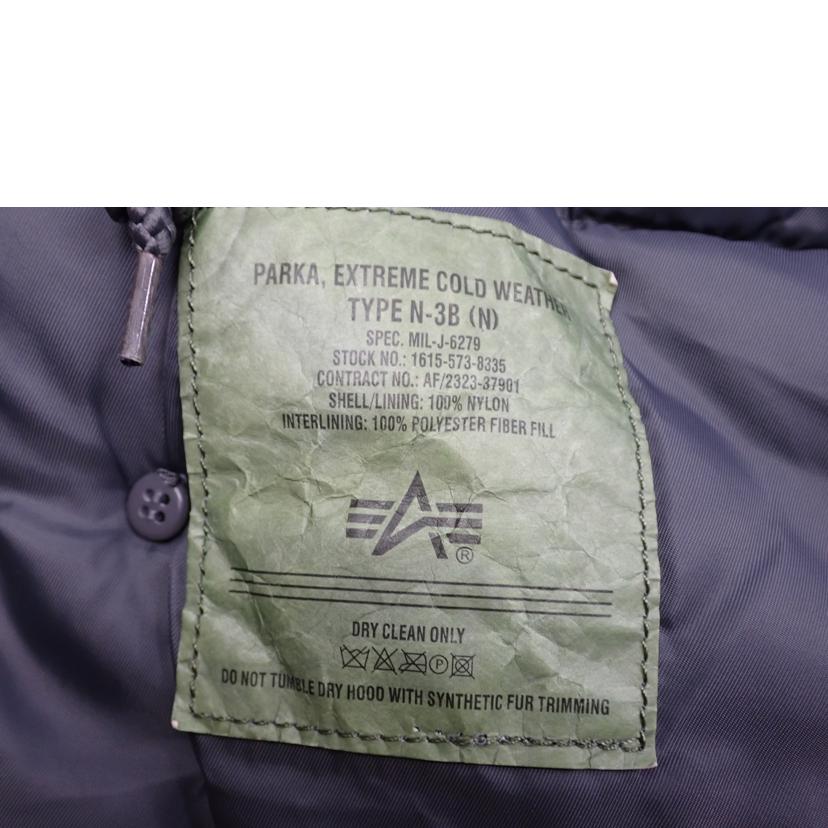 PARKA, EXTREME COLD WEATHER
TYPE N-3B (N)
SPEC. MIL-J-6279
STOCK NO.: 1615-573-8335
CONTRACT NO.: AF/2323-37901
SHELL/LINING: 100% NYLON
INTERLINING: 100% POLYESTER FIBER FILL
®
DRY CLEAN ONLY
P
DO NOT TUMBLE DRY HOOD WITH SYNTHETIC FUR TRIMMING